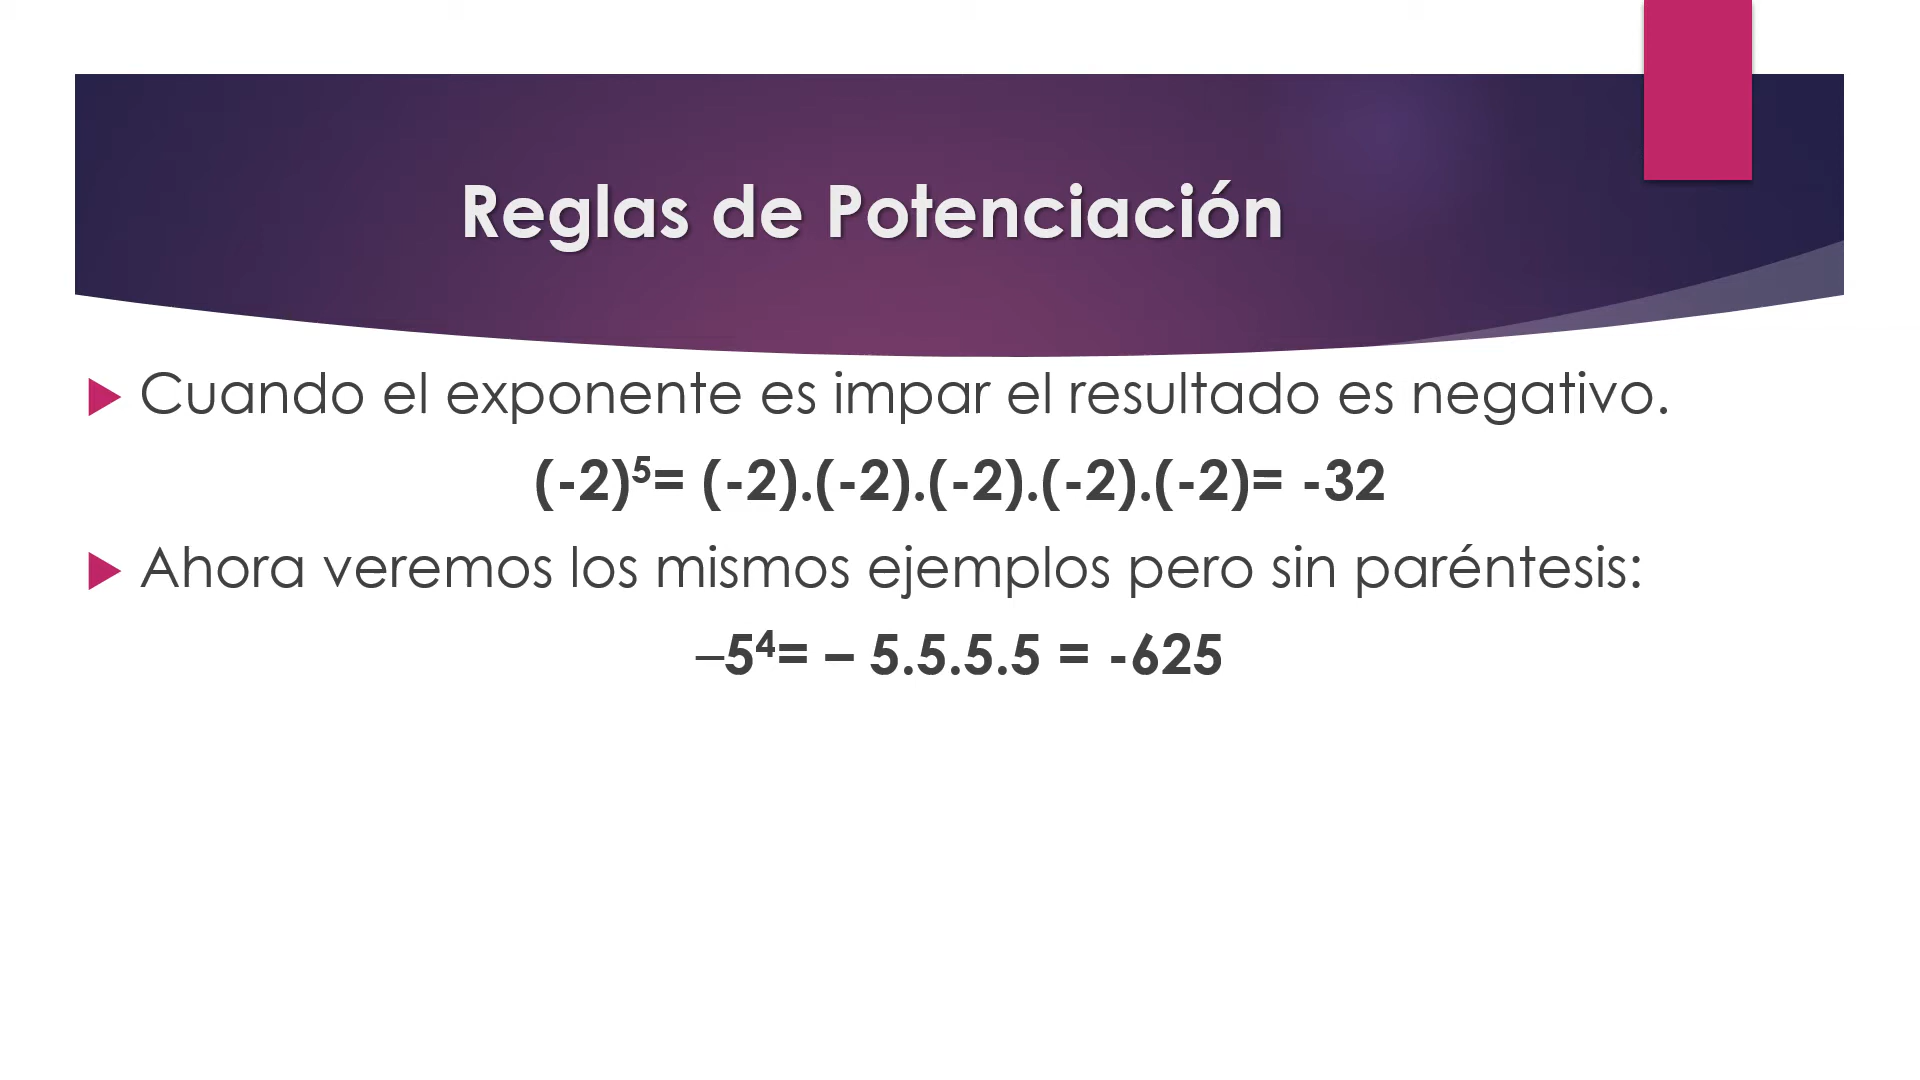 Reglas de Potenciación
Cuando el exponente es impar el resultado es negativo.
(-2)⁵= (-2).(-2).(-2).(-2).(-2)= -32
Ahora veremos los mismos ejemplos pero sin paréntesis:
–5⁴= – 5.5.5.5 = -625